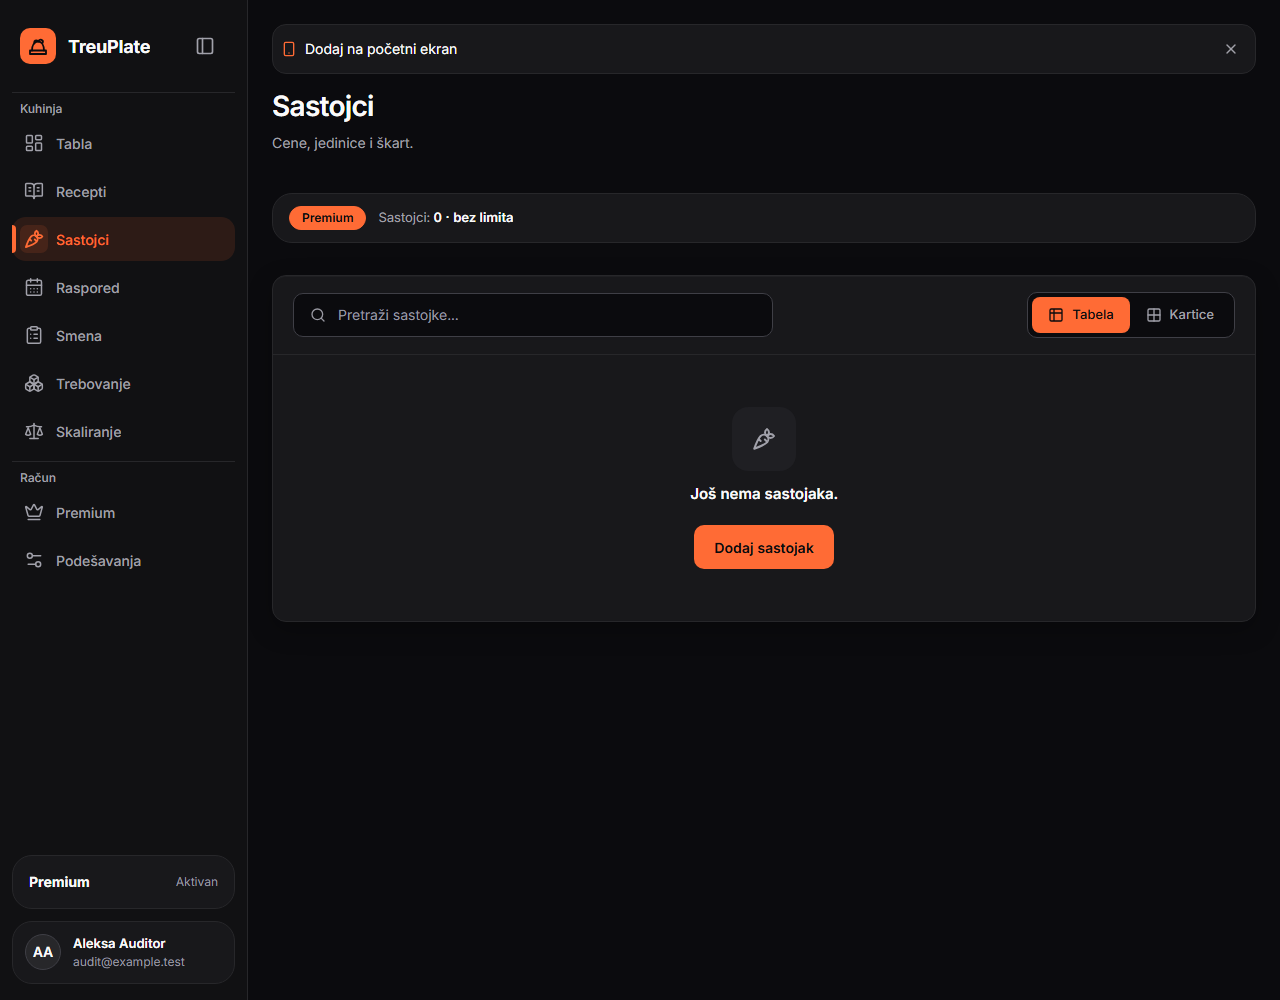 TreuPlate
Kuhinja
Tabla
Recepti
Sastojci
Raspored
Smena
Trebovanje
Skaliranje
Račun
Premium
Podešavanja
Premium
Aktivan
AA
Aleksa Auditor
audit@example.test
Dodaj na početni ekran
Sastojci
Cene, jedinice i škart.
Premium
Sastojci: 0 · bez limita
Pretraži sastojke...
Tabela
Kartice
Još nema sastojaka.
Dodaj sastojak